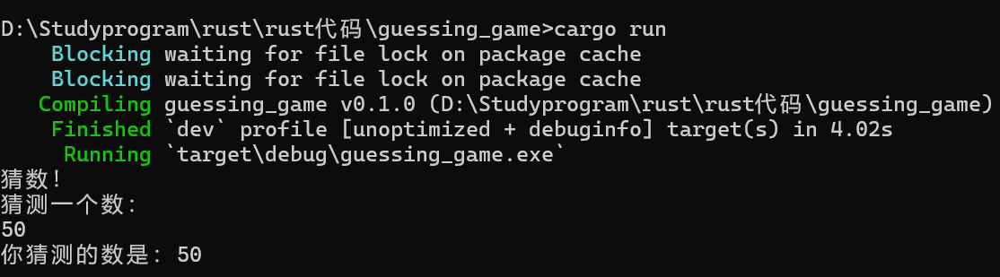 D:\Studyprogram\rust\rust代码\guessing_game>cargo run
Blocking waiting for file lock on package cache
Blocking waiting for file lock on package cache
Compiling guessing_game v0.1.0 (D:\Studyprogram\rust\rust代码\guessing_game)
Finished `dev` profile [unoptimized + debuginfo] target(s) in 4.02s
Running `target\debug\guessing_game.exe`
猜数!
猜测一个数:
50
你猜测的数是: 50